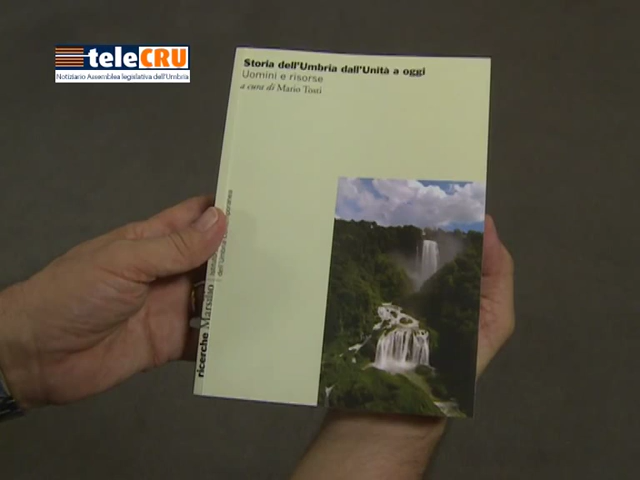 teleCRU
Notiziario Assemblea legislativa dell'Umbria
Storia dell'Umbria dall'Unità a oggi
Uomini e risorse
a cura di Mario Tosti
ricerche Marsilio